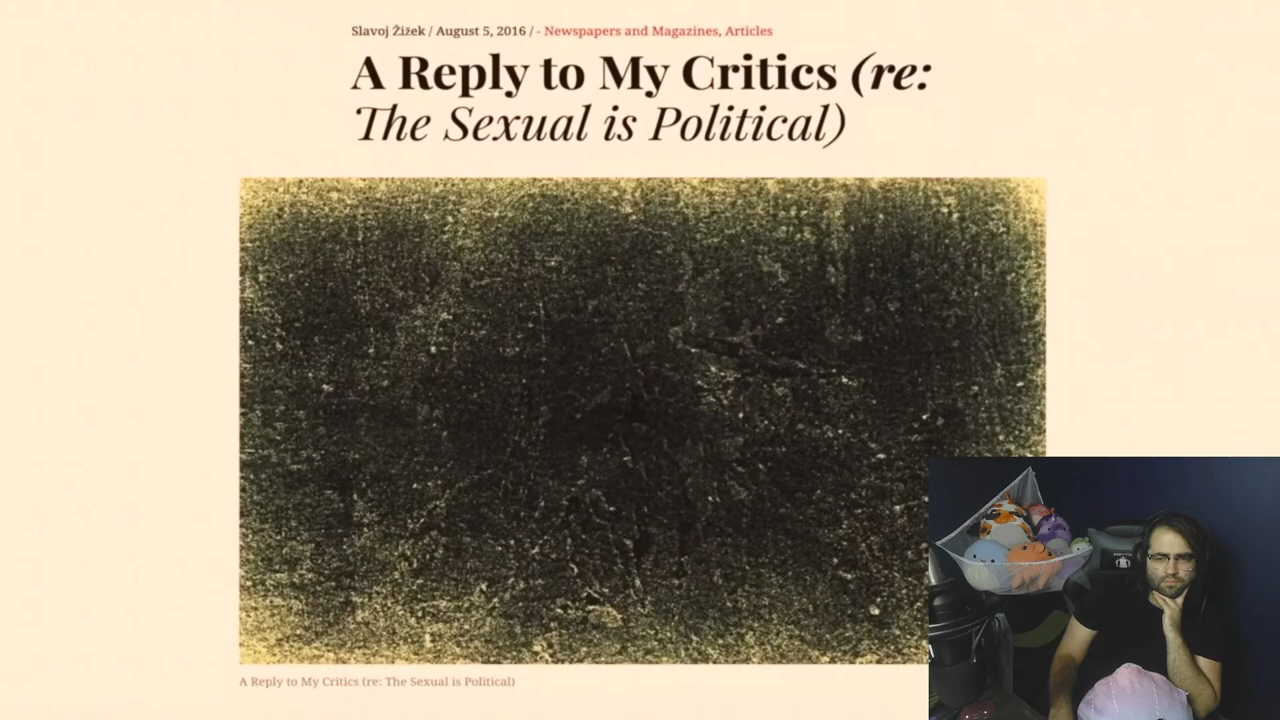 Slavoj Žižek / August 5, 2016 / - Newspapers and Magazines, Articles
A Reply to My Critics (re:
The Sexual is Political)
A Reply to My Critics (re: The Sexual is Political)